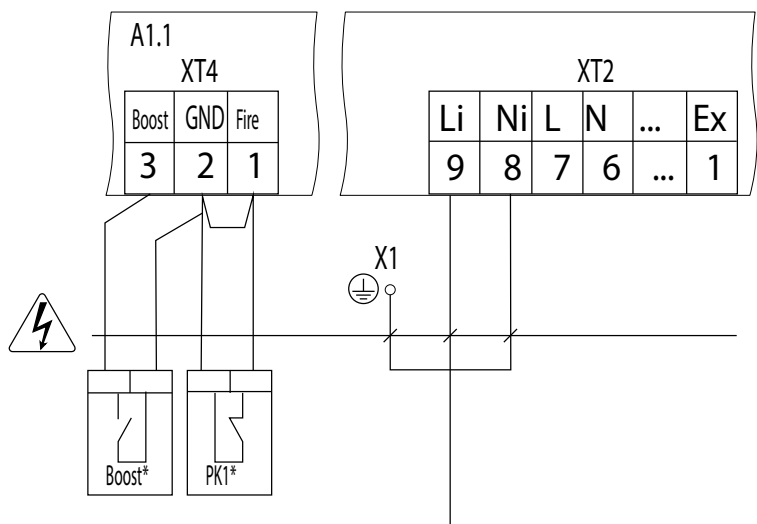 A1.1
XT4
XT2
Boost GND Fire
3 2 1
Li Ni L N ... Ex
9 8 7 6 ... 1
X1
Boost* PK1*